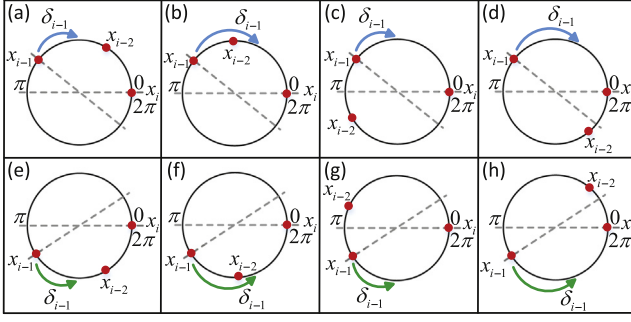 (a) δᵢ₋₁ xᵢ₋₂ xᵢ₋₁ π 0 xᵢ 2π
(b) δᵢ₋₁ xᵢ₋₁ xᵢ₋₂ π 0 xᵢ 2π
(c) δᵢ₋₁ xᵢ₋₁ π 0 xᵢ 2π xᵢ₋₂
(d) δᵢ₋₁ xᵢ₋₁ π 0 xᵢ 2π xᵢ₋₂
(e) π 0 xᵢ 2π xᵢ₋₁ xᵢ₋₂ δᵢ₋₁
(f) π 0 xᵢ 2π xᵢ₋₁ xᵢ₋₂ δᵢ₋₁
(g) xᵢ₋₂ π 0 xᵢ 2π xᵢ₋₁ δᵢ₋₁
(h) xᵢ₋₂ π 0 xᵢ 2π xᵢ₋₁ δᵢ₋₁